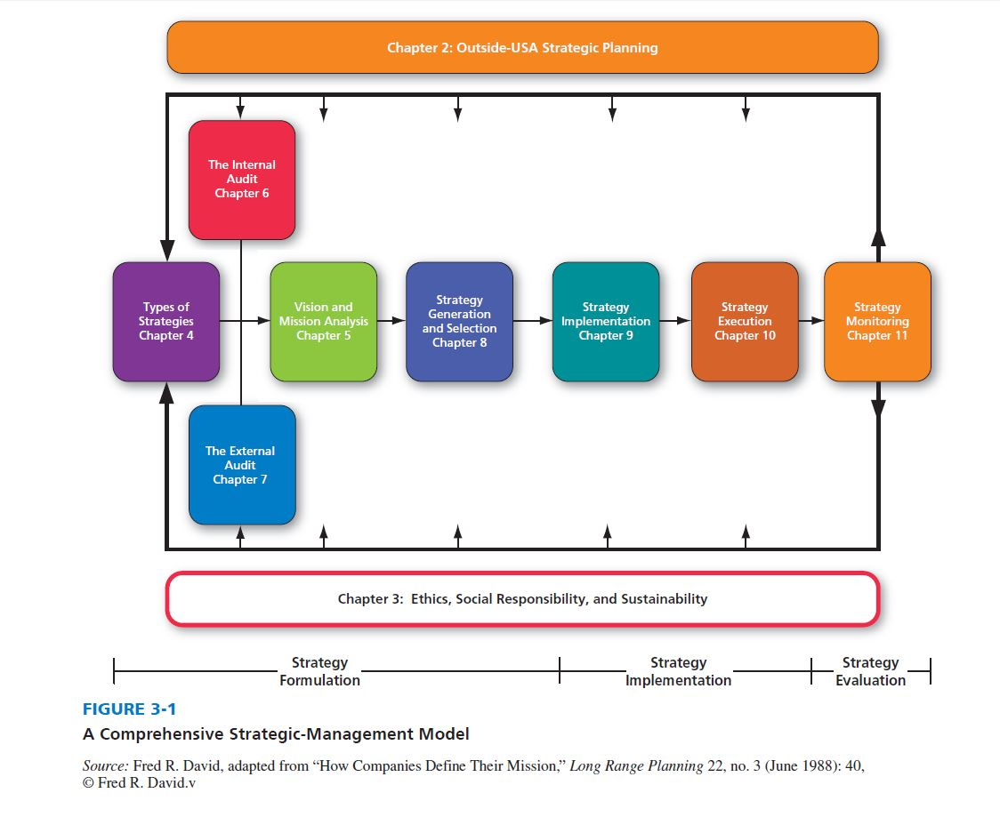 Chapter 2: Outside-USA Strategic Planning
The Internal
Audit
Chapter 6
Types of
Strategies
Chapter 4
Vision and
Mission Analysis
Chapter 5
Strategy
Generation
and Selection
Chapter 8
Strategy
Implementation
Chapter 9
Strategy
Execution
Chapter 10
Strategy
Monitoring
Chapter 11
The External
Audit
Chapter 7
Chapter 3: Ethics, Social Responsibility, and Sustainability
Strategy
Formulation
Strategy
Implementation
Strategy
Evaluation
FIGURE 3-1
A Comprehensive Strategic-Management Model
Source: Fred R. David, adapted from “How Companies Define Their Mission,” Long Range Planning 22, no. 3 (June 1988): 40,
© Fred R. David.v